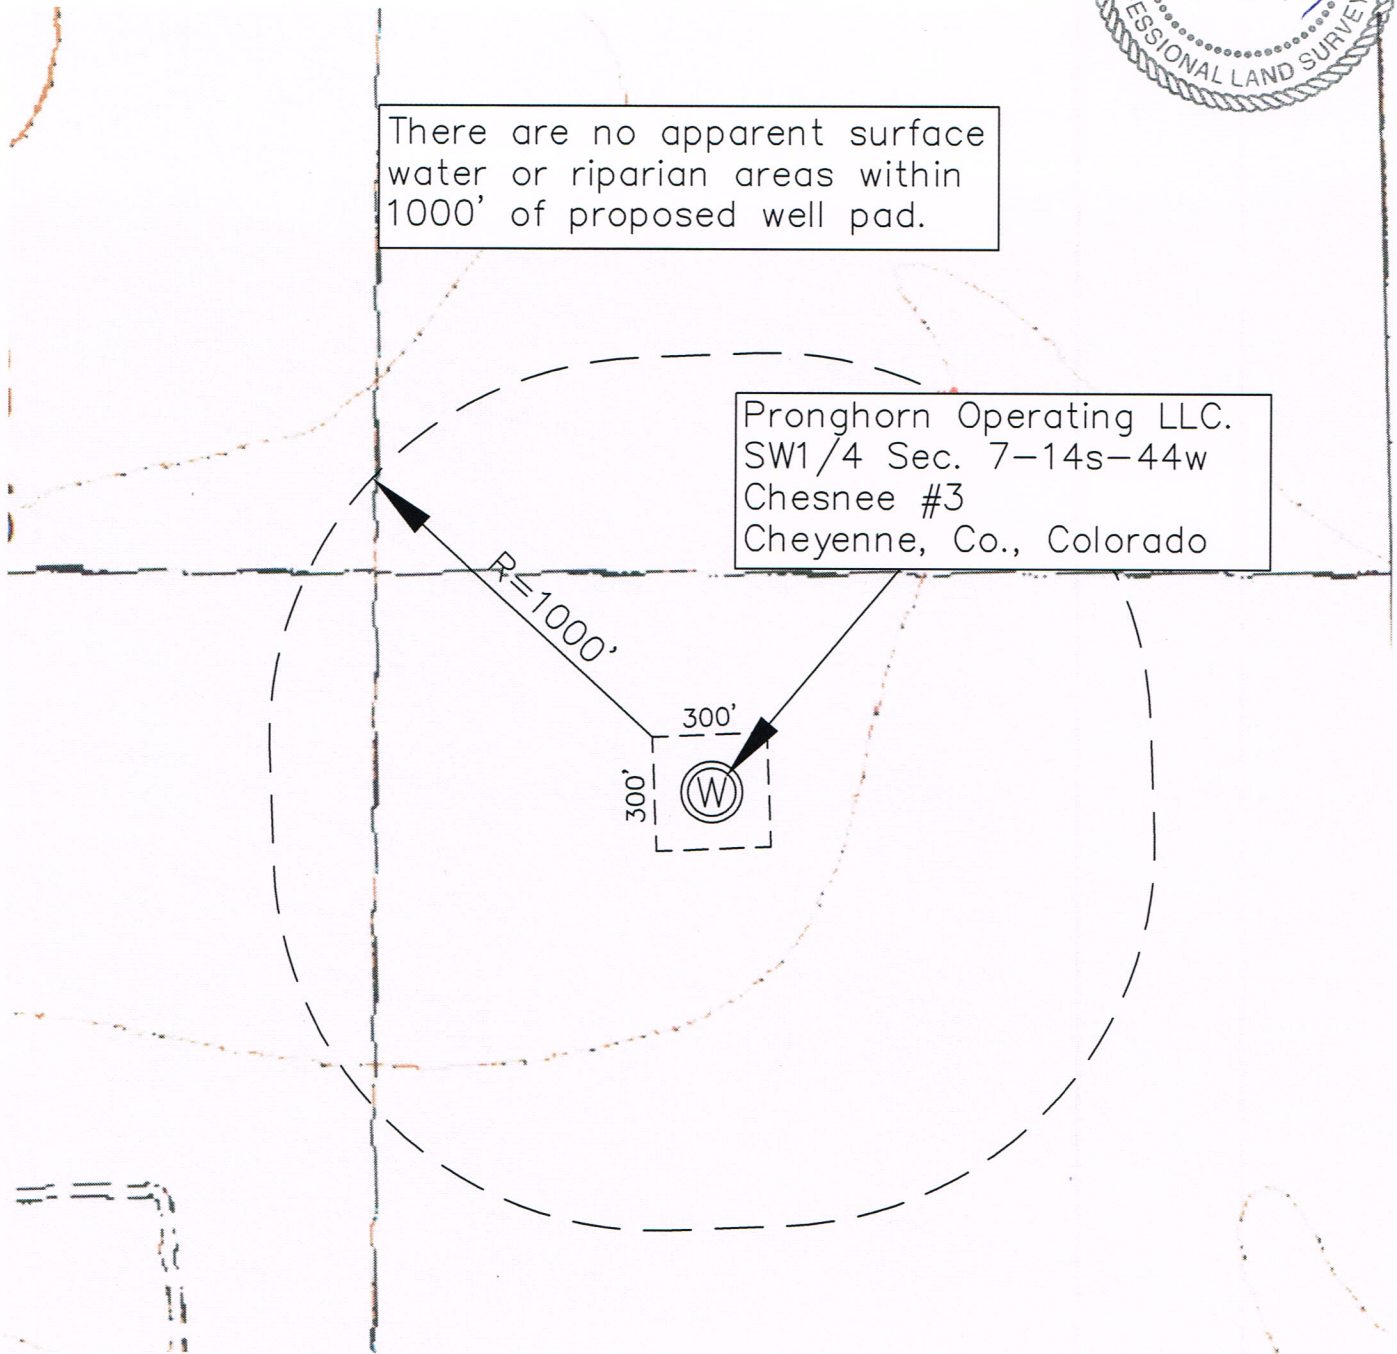 ESSIONAL LAND SURVEY
There are no apparent surface
water or riparian areas within
1000' of proposed well pad.
Pronghorn Operating LLC.
SW1/4 Sec. 7-14s-44w
Chesnee #3
Cheyenne, Co., Colorado
R=1000'
300'
300'
W